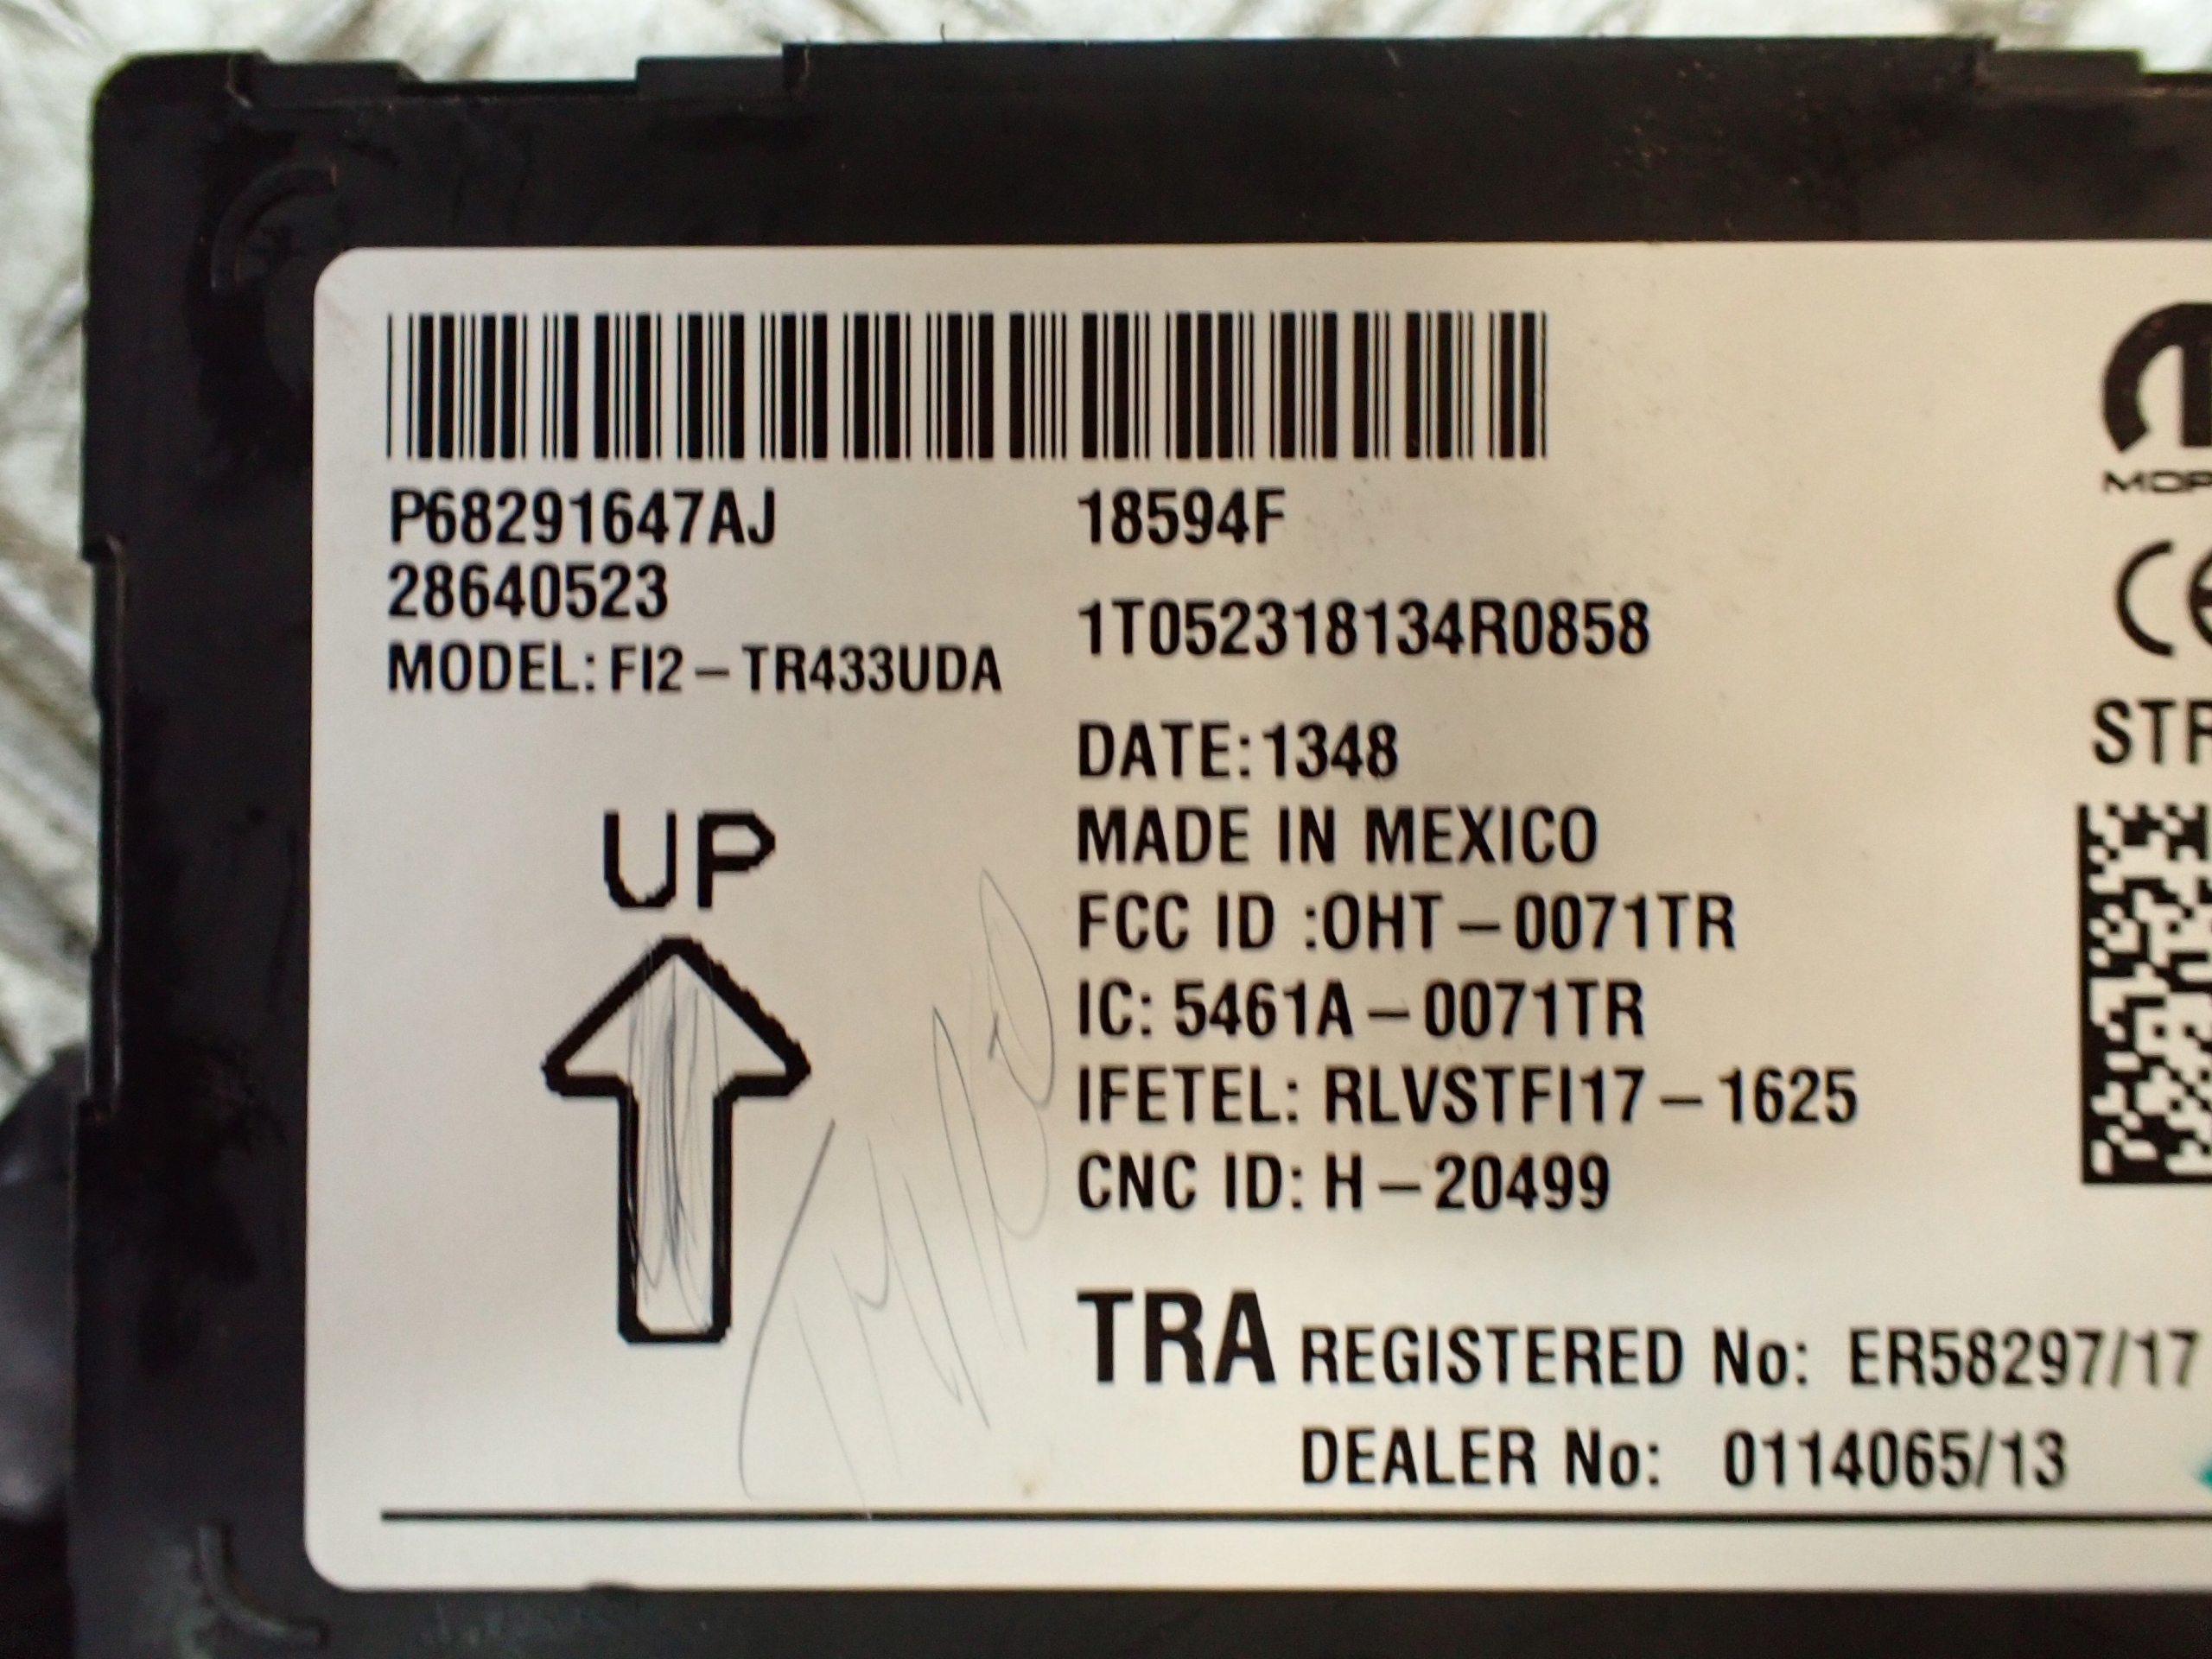 P68291647AJ 18594F
28640523
1T052318134R0858
MODEL: FI2-TR433UDA
DATE: 1348
UP
MADE IN MEXICO
FCC ID :OHT-0071TR
IC: 5461A-0071TR
IFETEL: RLVSTFI17-1625
CNC ID: H-20499
TRA REGISTERED No: ER58297/17
DEALER No: 0114065/13
CE